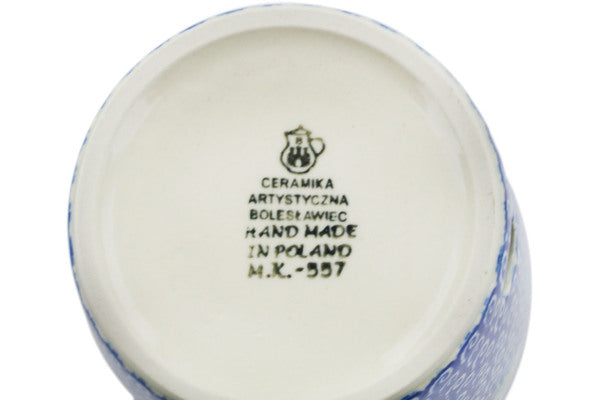 B
CERAMIKA
ARTYSTYCZNA
BOLESŁAWIEC
HAND MADE
IN POLAND
M.K.-557